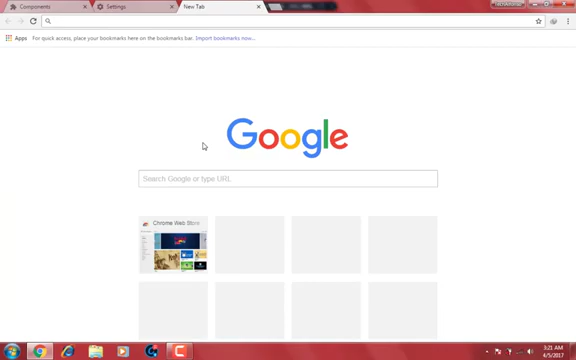 Components
Settings
New Tab
Apps
For quick access, place your bookmarks here on the bookmarks bar. Import bookmarks now...
Google
Search Google or type URL
Chrome Web Store
3:21 AM
4/5/2017